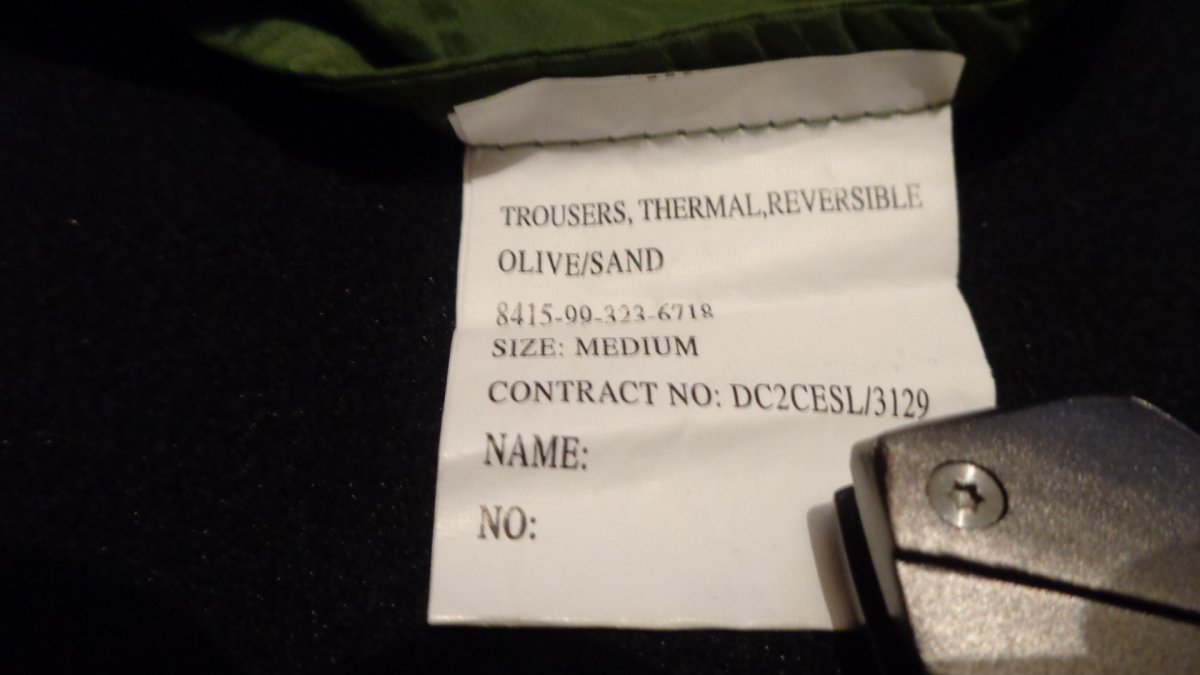 TROUSERS, THERMAL,REVERSIBLE
OLIVE/SAND
8415-99-323-6718
SIZE: MEDIUM
CONTRACT NO: DC2CESL/3129
NAME:
NO: